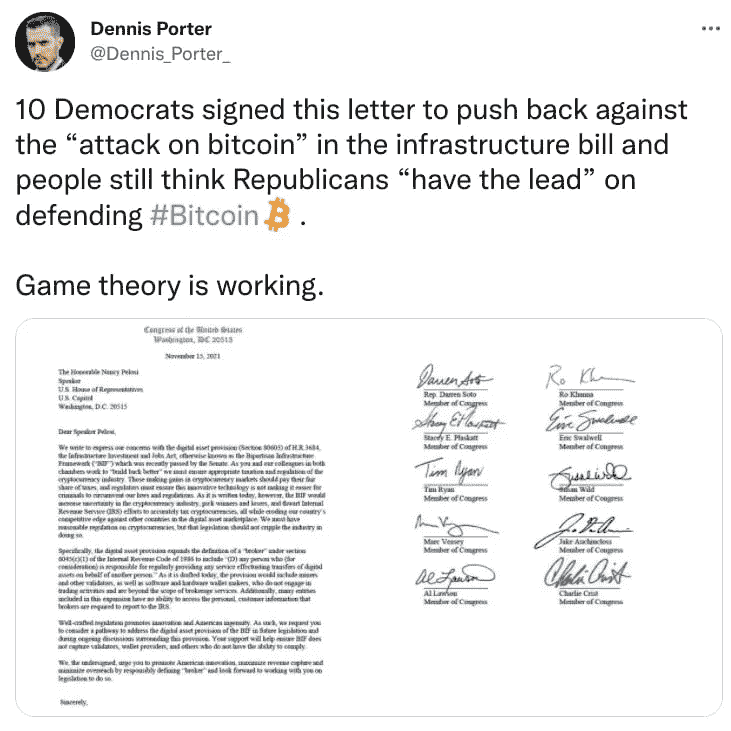 Dennis Porter
@Dennis_Porter_
10 Democrats signed this letter to push back against
the “attack on bitcoin” in the infrastructure bill and
people still think Republicans “have the lead” on
defending #Bitcoin .
Game theory is working.
Congress of the United States
Washington, DC 20515
November 15, 2021
The Honorable Nancy Pelosi
Speaker
U.S. House of Representatives
U.S. Capitol
Washington, D.C. 20515
Dear Speaker Pelosi,
We write to express our concerns with the digital asset provision (Section 80603) of H.R.3684,
the Infrastructure Investment and Jobs Act, otherwise known as the Bipartisan Infrastructure
Framework (“BIF”) which was recently passed by the Senate. As you and our colleagues in both
chambers work to “build back better” we must ensure appropriate taxation and regulation of the
cryptocurrency industry. Those making gains in cryptocurrency markets should pay their fair
share of taxes, and regulators must ensure this innovative technology is not making it easier for
criminals to circumvent our laws and regulations. As it is written today, however, the BIF would
increase uncertainty in the cryptocurrency industry, pick winners and losers, and thwart Internal
Revenue Service (IRS) efforts to accurately tax cryptocurrency, all while eroding our country’s
competitive edge against other countries in the digital asset marketplace. We must have
reasonable regulation on cryptocurrencies, but that legislation should not cripple the industry in
doing so.
Specifically, the digital asset provision expands the definition of a “broker” under section
6045(c)(1) of the Internal Revenue Code of 1986 to include “(D) any person who (for
consideration) is responsible for regularly providing any service effectuating transfers of digital
assets on behalf of another person.” As it is drafted today, the provision would include miners
and other validators, as well as software and hardware wallet makers, who do not engage in
trading activities and are beyond the scope of brokerage services. Additionally, many entities
included in this expansion have no ability to access the personal, customer information that
brokers are required to report to the IRS.
Well-crafted regulation promotes innovation and American ingenuity. As such, we request you
to consider a pathway to address the digital asset provision of the BIF in future legislation and
during ongoing discussions surrounding this provision. Your support will help ensure BIF does
not capture validators, wallet providers, and others who do not have the ability to comply.
We, the undersigned, urge you to promote American innovation, maximize revenue capture and
minimize overreach by responsibly defining “broker” and look forward to working with you on
legislation to do so.
Sincerely,
Darren Soto
Rep. Darren Soto
Member of Congress
Ro Khanna
Member of Congress
Stacey E. Plaskett
Member of Congress
Eric Swalwell
Eric Swalwell
Member of Congress
Tim Ryan
Tim Ryan
Member of Congress
Susan Wild
Member of Congress
Marc Veasey
Member of Congress
Jake Auchincloss
Member of Congress
Al Lawson
Al Lawson
Member of Congress
Charlie Crist
Charlie Crist
Member of Congress